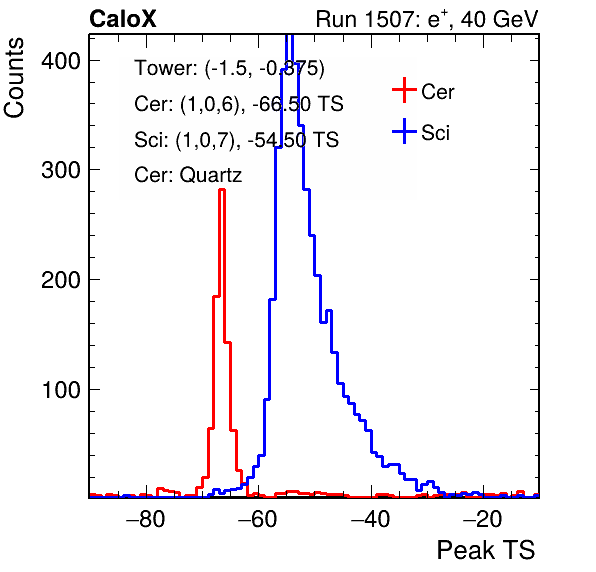 CaloX Run 1507: e⁺, 40 GeV
Counts
400
300
200
100
Tower: (-1.5, -0.875)
Cer: (1,0,6), -66.50 TS
Sci: (1,0,7), -54.50 TS
Cer: Quartz
Cer
Sci
−80 −60 −40 −20
Peak TS